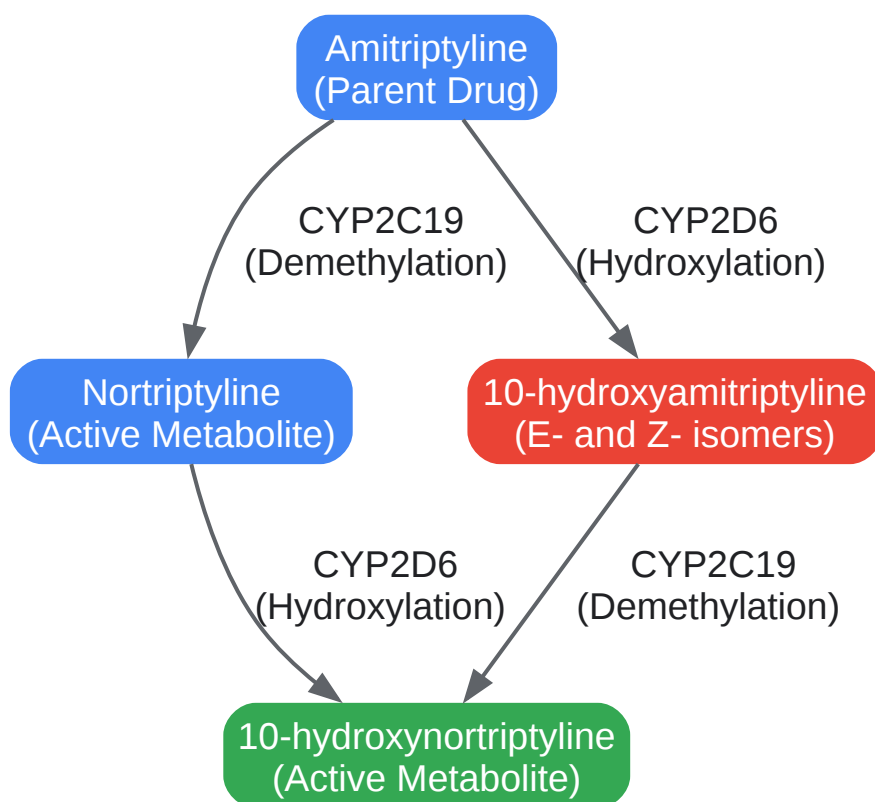 Amitriptyline
(Parent Drug)
CYP2C19
(Demethylation)
CYP2D6
(Hydroxylation)
Nortriptyline
(Active Metabolite)
10-hydroxyamitriptyline
(E- and Z- isomers)
CYP2D6
(Hydroxylation)
CYP2C19
(Demethylation)
10-hydroxynortriptyline
(Active Metabolite)